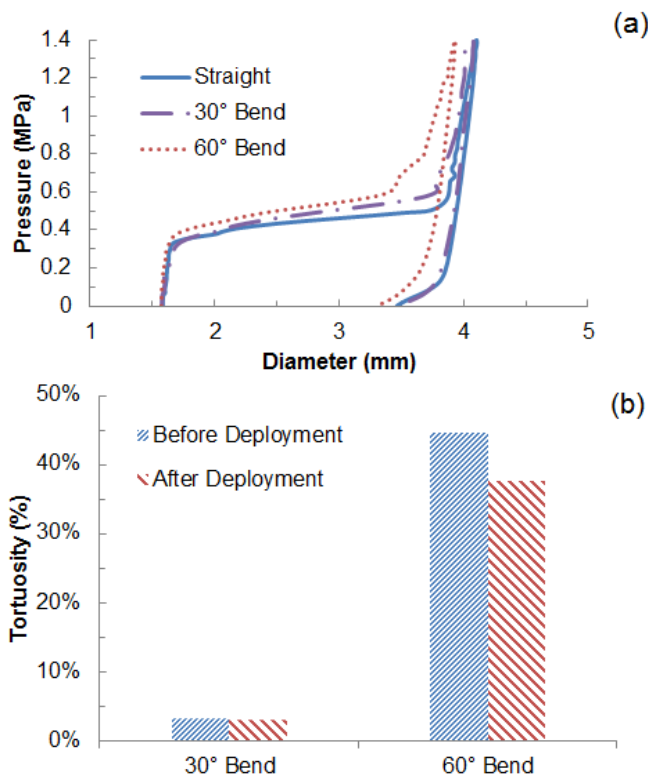 (a)
1.4
1.2
1
0.8
0.6
0.4
0.2
0
Pressure (MPa)
Straight
30° Bend
60° Bend
1 2 3 4 5
Diameter (mm)
(b)
50%
40%
30%
20%
10%
0%
Tortuosity (%)
Before Deployment
After Deployment
30° Bend 60° Bend